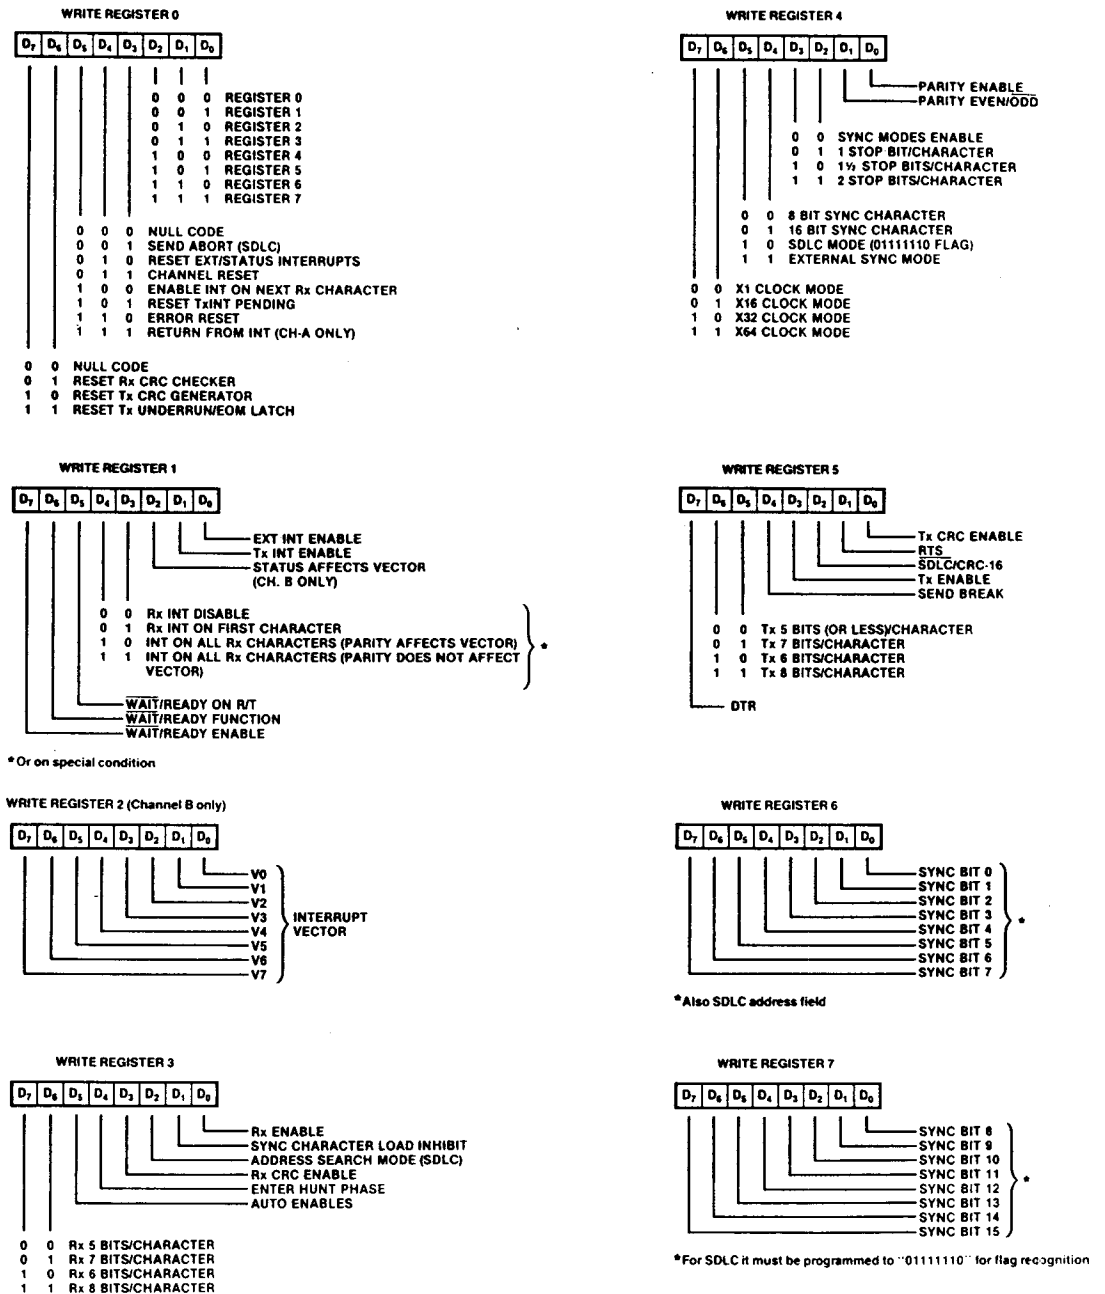 WRITE REGISTER 0
D7 D6 D5 D4 D3 D2 D1 D0
0 0 0 REGISTER 0
0 0 1 REGISTER 1
0 1 0 REGISTER 2
0 1 1 REGISTER 3
1 0 0 REGISTER 4
1 0 1 REGISTER 5
1 1 0 REGISTER 6
1 1 1 REGISTER 7
0 0 0 NULL CODE
0 0 1 SEND ABORT (SDLC)
0 1 0 RESET EXT/STATUS INTERRUPTS
0 1 1 CHANNEL RESET
1 0 0 ENABLE INT ON NEXT Rx CHARACTER
1 0 1 RESET TxINT PENDING
1 1 0 ERROR RESET
1 1 1 RETURN FROM INT (CH-A ONLY)
0 0 NULL CODE
0 1 RESET Rx CRC CHECKER
1 0 RESET Tx CRC GENERATOR
1 1 RESET Tx UNDERRUN/EOM LATCH
WRITE REGISTER 1
D7 D6 D5 D4 D3 D2 D1 D0
EXT INT ENABLE
Tx INT ENABLE
STATUS AFFECTS VECTOR
(CH. B ONLY)
0 0 Rx INT DISABLE
0 1 Rx INT ON FIRST CHARACTER
1 0 INT ON ALL Rx CHARACTERS (PARITY AFFECTS VECTOR)
1 1 INT ON ALL Rx CHARACTERS (PARITY DOES NOT AFFECT
VECTOR)
*
WAIT/READY ON R/T
WAIT/READY FUNCTION
WAIT/READY ENABLE
* Or on special condition
WRITE REGISTER 2 (Channel B only)
D7 D6 D5 D4 D3 D2 D1 D0
V0
V1
V2
V3
V4
V5
V6
V7
INTERRUPT
VECTOR
WRITE REGISTER 3
D7 D6 D5 D4 D3 D2 D1 D0
Rx ENABLE
SYNC CHARACTER LOAD INHIBIT
ADDRESS SEARCH MODE (SDLC)
Rx CRC ENABLE
ENTER HUNT PHASE
AUTO ENABLES
0 0 Rx 5 BITS/CHARACTER
0 1 Rx 7 BITS/CHARACTER
1 0 Rx 6 BITS/CHARACTER
1 1 Rx 8 BITS/CHARACTER
WRITE REGISTER 4
D7 D6 D5 D4 D3 D2 D1 D0
PARITY ENABLE
PARITY EVEN/ODD
0 0 SYNC MODES ENABLE
0 1 1 STOP BIT/CHARACTER
1 0 1½ STOP BITS/CHARACTER
1 1 2 STOP BITS/CHARACTER
0 0 8 BIT SYNC CHARACTER
0 1 16 BIT SYNC CHARACTER
1 0 SDLC MODE (01111110 FLAG)
1 1 EXTERNAL SYNC MODE
0 0 X1 CLOCK MODE
0 1 X16 CLOCK MODE
1 0 X32 CLOCK MODE
1 1 X64 CLOCK MODE
WRITE REGISTER 5
D7 D6 D5 D4 D3 D2 D1 D0
Tx CRC ENABLE
RTS
SDLC/CRC-16
Tx ENABLE
SEND BREAK
0 0 Tx 5 BITS (OR LESS)/CHARACTER
0 1 Tx 7 BITS/CHARACTER
1 0 Tx 6 BITS/CHARACTER
1 1 Tx 8 BITS/CHARACTER
DTR
WRITE REGISTER 6
D7 D6 D5 D4 D3 D2 D1 D0
SYNC BIT 0
SYNC BIT 1
SYNC BIT 2
SYNC BIT 3
SYNC BIT 4
SYNC BIT 5
SYNC BIT 6
SYNC BIT 7
*
*Also SDLC address field
WRITE REGISTER 7
D7 D6 D5 D4 D3 D2 D1 D0
SYNC BIT 8
SYNC BIT 9
SYNC BIT 10
SYNC BIT 11
SYNC BIT 12
SYNC BIT 13
SYNC BIT 14
SYNC BIT 15
*
*For SDLC it must be programmed to "01111110" for flag recognition